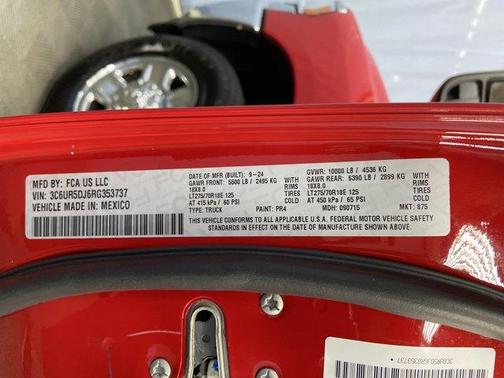 MFD BY: FCA US LLC
VIN: 3C6UR5DJ6RG353737
VEHICLE MADE IN: MEXICO
DATE OF MFR (BUILT): 9-24
GAWR FRONT: 5500 LB / 2495 KG WITH
18X8.0 RIMS
LT275/70R18E 125 TIRES
AT 415 kPa / 60 PSI COLD
TYPE: TRUCK PAINT: PR4
GVWR: 10000 LB / 4536 KG
GAWR REAR: 6390 LB / 2899 KG WITH
18X8.0 RIMS
LT275/70R18E 125 TIRES
AT 450 kPa / 65 PSI COLD
MDH: 090715 MKT: 875
THIS VEHICLE CONFORMS TO ALL APPLICABLE U.S.A. FEDERAL MOTOR VEHICLE
SAFETY STANDARDS IN EFFECT ON THE DATE OF MANUFACTURE SHOWN ABOVE.
3C6UR5DJ6RG353737